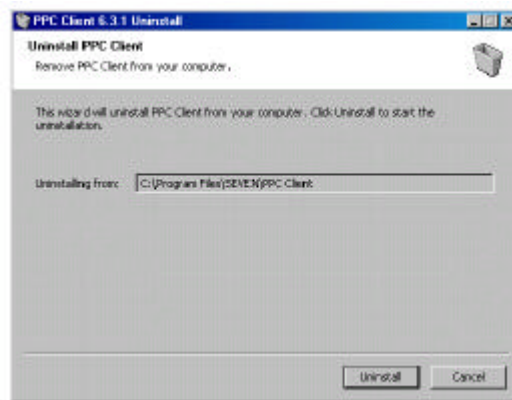 PPC Client 6.3.1 Uninstall
Uninstall PPC Client
Remove PPC Client from your computer.
This wizard will uninstall PPC Client from your computer. Click Uninstall to start the
uninstallation.
Uninstalling from: C:\Program Files\SEVEN\PPC Client
Uninstall Cancel